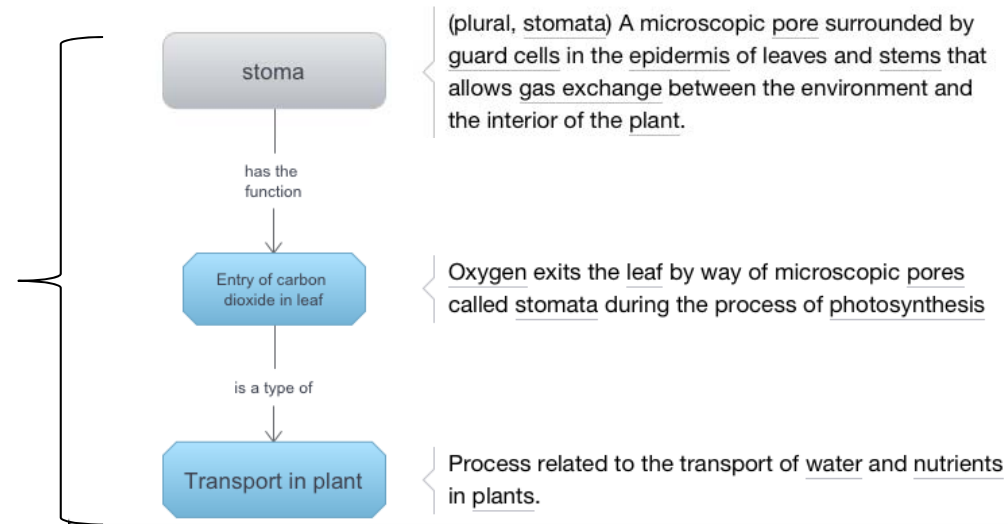 stoma
(plural, stomata) A microscopic pore surrounded by
guard cells in the epidermis of leaves and stems that
allows gas exchange between the environment and
the interior of the plant.
has the
function
Entry of carbon
dioxide in leaf
Oxygen exits the leaf by way of microscopic pores
called stomata during the process of photosynthesis
is a type of
Transport in plant
Process related to the transport of water and nutrients
in plants.